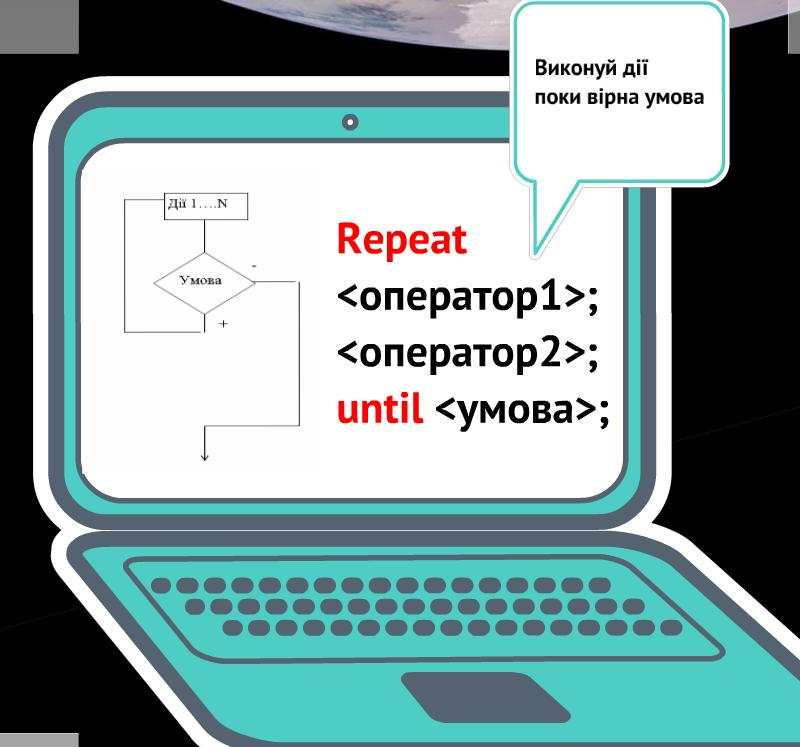 Виконуй дії
поки вірна умова
Дії 1....N
Умова
-
+
Repeat
<оператор1>;
<оператор2>;
until <умова>;